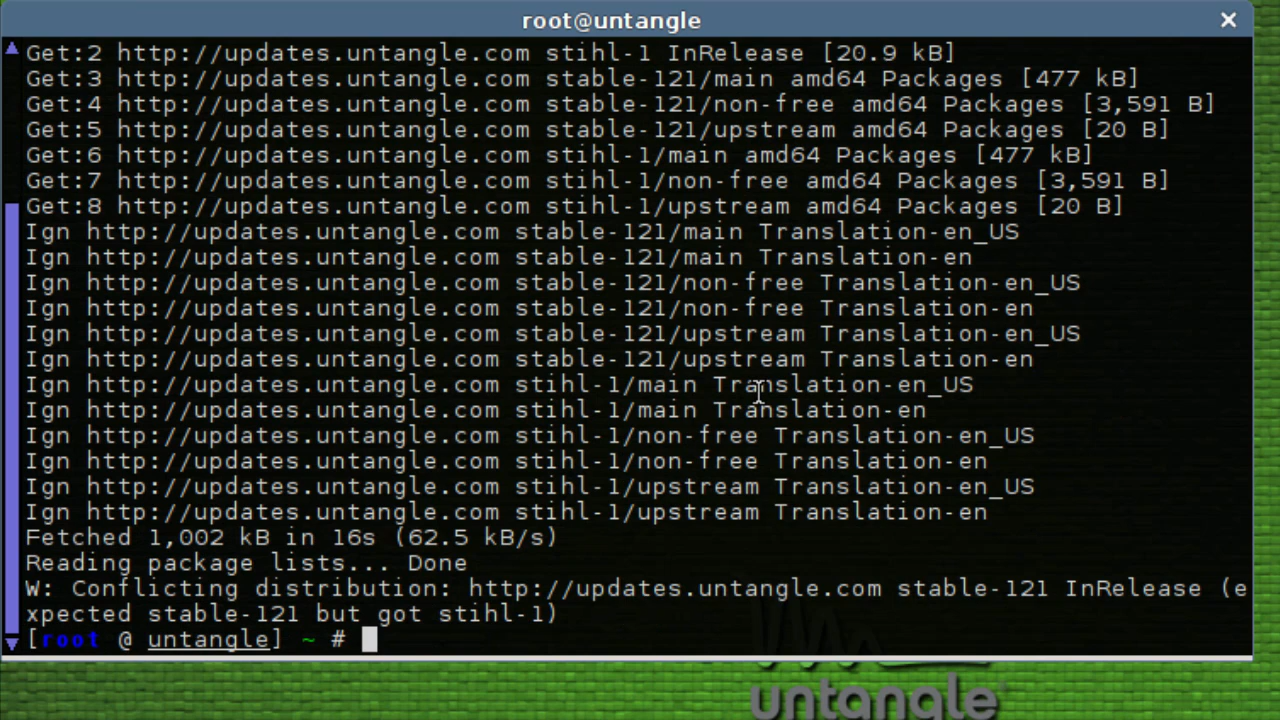 root@untangle ×
Get:2 http://updates.untangle.com stihl-1 InRelease [20.9 kB]
Get:3 http://updates.untangle.com stable-121/main amd64 Packages [477 kB]
Get:4 http://updates.untangle.com stable-121/non-free amd64 Packages [3,591 B]
Get:5 http://updates.untangle.com stable-121/upstream amd64 Packages [20 B]
Get:6 http://updates.untangle.com stihl-1/main amd64 Packages [477 kB]
Get:7 http://updates.untangle.com stihl-1/non-free amd64 Packages [3,591 B]
Get:8 http://updates.untangle.com stihl-1/upstream amd64 Packages [20 B]
Ign http://updates.untangle.com stable-121/main Translation-en_US
Ign http://updates.untangle.com stable-121/main Translation-en
Ign http://updates.untangle.com stable-121/non-free Translation-en_US
Ign http://updates.untangle.com stable-121/non-free Translation-en
Ign http://updates.untangle.com stable-121/upstream Translation-en_US
Ign http://updates.untangle.com stable-121/upstream Translation-en
Ign http://updates.untangle.com stihl-1/main Translation-en_US
Ign http://updates.untangle.com stihl-1/main Translation-en
Ign http://updates.untangle.com stihl-1/non-free Translation-en_US
Ign http://updates.untangle.com stihl-1/non-free Translation-en
Ign http://updates.untangle.com stihl-1/upstream Translation-en_US
Ign http://updates.untangle.com stihl-1/upstream Translation-en
Fetched 1,002 kB in 16s (62.5 kB/s)
Reading package lists... Done
W: Conflicting distribution: http://updates.untangle.com stable-121 InRelease (e
xpected stable-121 but got stihl-1)
[root @ untangle] ~ #
untangle